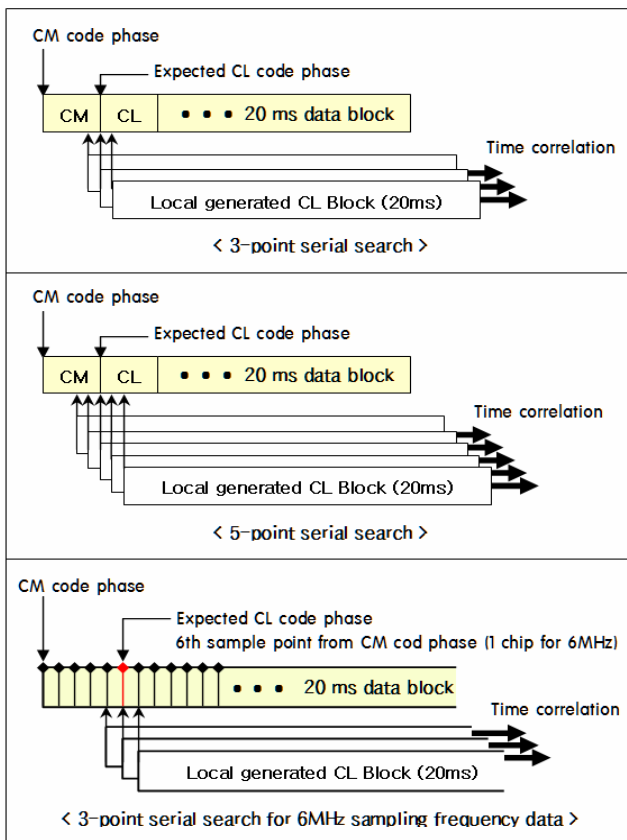 CM code phase
Expected CL code phase
CM CL • • • 20 ms data block
Time correlation
Local generated CL Block (20ms)
< 3-point serial search >
CM code phase
Expected CL code phase
CM CL • • • 20 ms data block
Time correlation
Local generated CL Block (20ms)
< 5-point serial search >
CM code phase
Expected CL code phase
6th sample point from CM cod phase (1 chip for 6MHz)
• • • 20 ms data block
Time correlation
Local generated CL Block (20ms)
< 3-point serial search for 6MHz sampling frequency data >